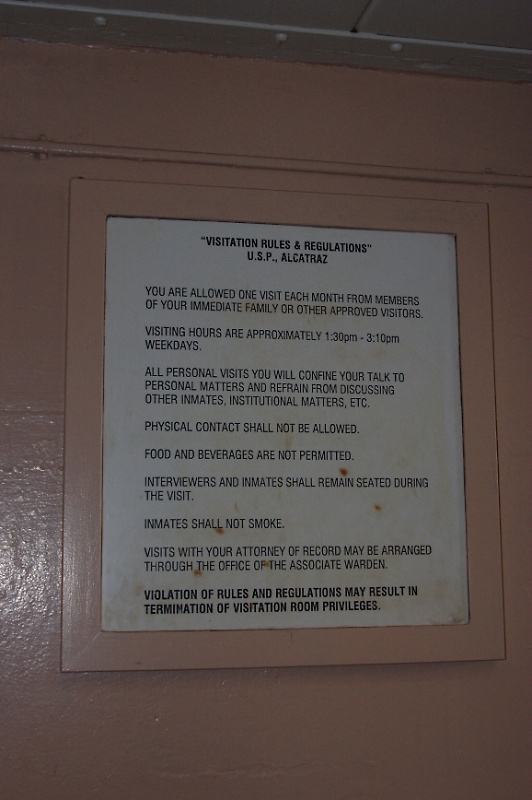 "VISITATION RULES & REGULATIONS"
U.S.P., ALCATRAZ
YOU ARE ALLOWED ONE VISIT EACH MONTH FROM MEMBERS
OF YOUR IMMEDIATE FAMILY OR OTHER APPROVED VISITORS.
VISITING HOURS ARE APPROXIMATELY 1:30pm - 3:10pm
WEEKDAYS.
ALL PERSONAL VISITS YOU WILL CONFINE YOUR TALK TO
PERSONAL MATTERS AND REFRAIN FROM DISCUSSING
OTHER INMATES, INSTITUTIONAL MATTERS, ETC.
PHYSICAL CONTACT SHALL NOT BE ALLOWED.
FOOD AND BEVERAGES ARE NOT PERMITTED.
INTERVIEWERS AND INMATES SHALL REMAIN SEATED DURING
THE VISIT.
INMATES SHALL NOT SMOKE.
VISITS WITH YOUR ATTORNEY OF RECORD MAY BE ARRANGED
THROUGH THE OFFICE OF THE ASSOCIATE WARDEN.
VIOLATION OF RULES AND REGULATIONS MAY RESULT IN
TERMINATION OF VISITATION ROOM PRIVILEGES.